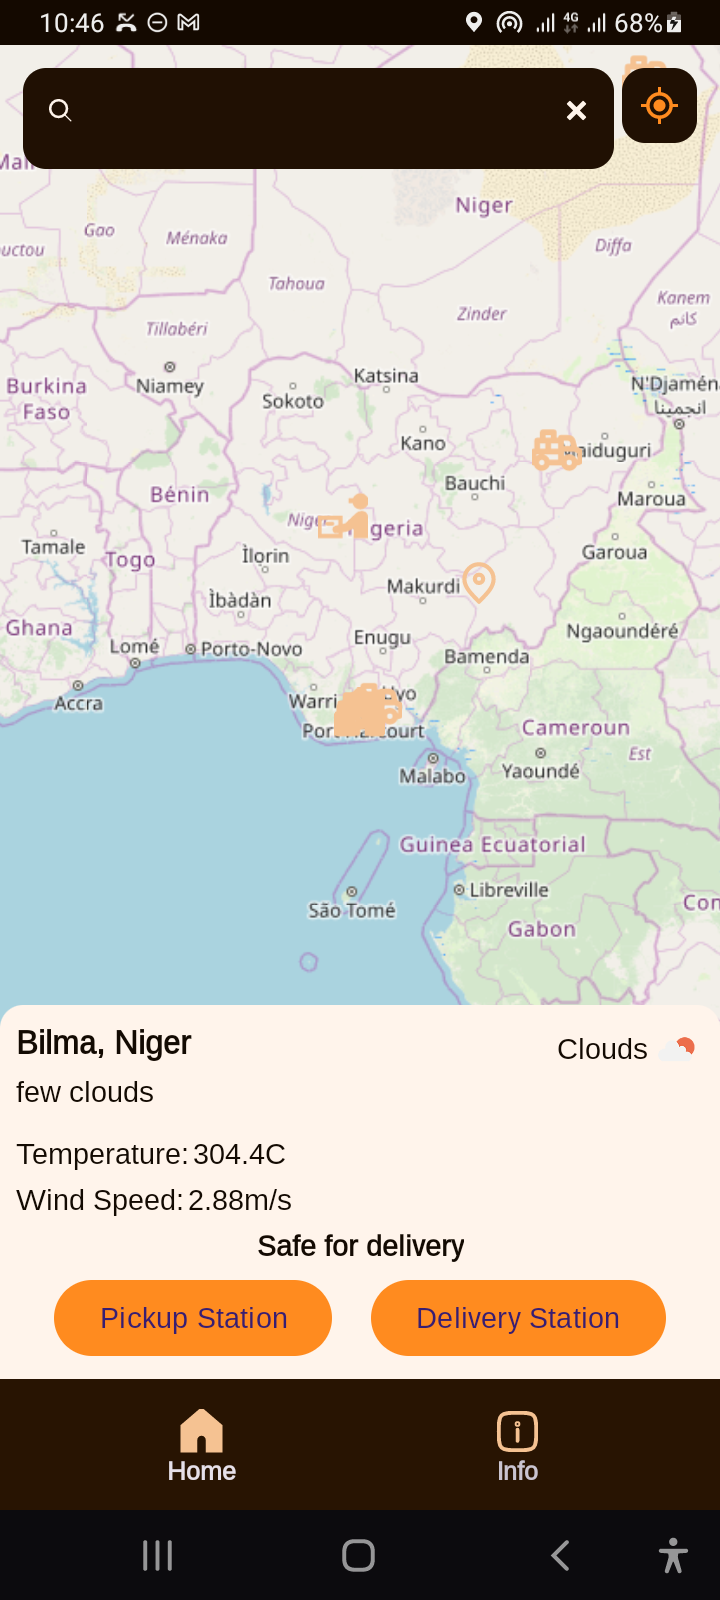 10:46 4G 68%
Niger
Gao
Ménaka
Diffa
Tahoua
Kanem
كانم
Zinder
Tillabéri
Niamey
Katsina
Burkina
Faso
Sokoto
انجمينا
Kano
Bauchi
Bénin
Maroua
Tamale
Togo
Ìlorin
Garoua
Makurdi
Ìbàdàn
Ghana
Lomé
Porto-Novo
Enugu
Ngaoundéré
Bamenda
Accra
Warri
Cameroun
Est
Malabo
Yaoundé
Guinea Ecuatorial
Libreville
São Tomé
Gabon
Bilma, Niger
Clouds
few clouds
Temperature: 304.4C
Wind Speed: 2.88m/s
Safe for delivery
Pickup Station Delivery Station
Home Info